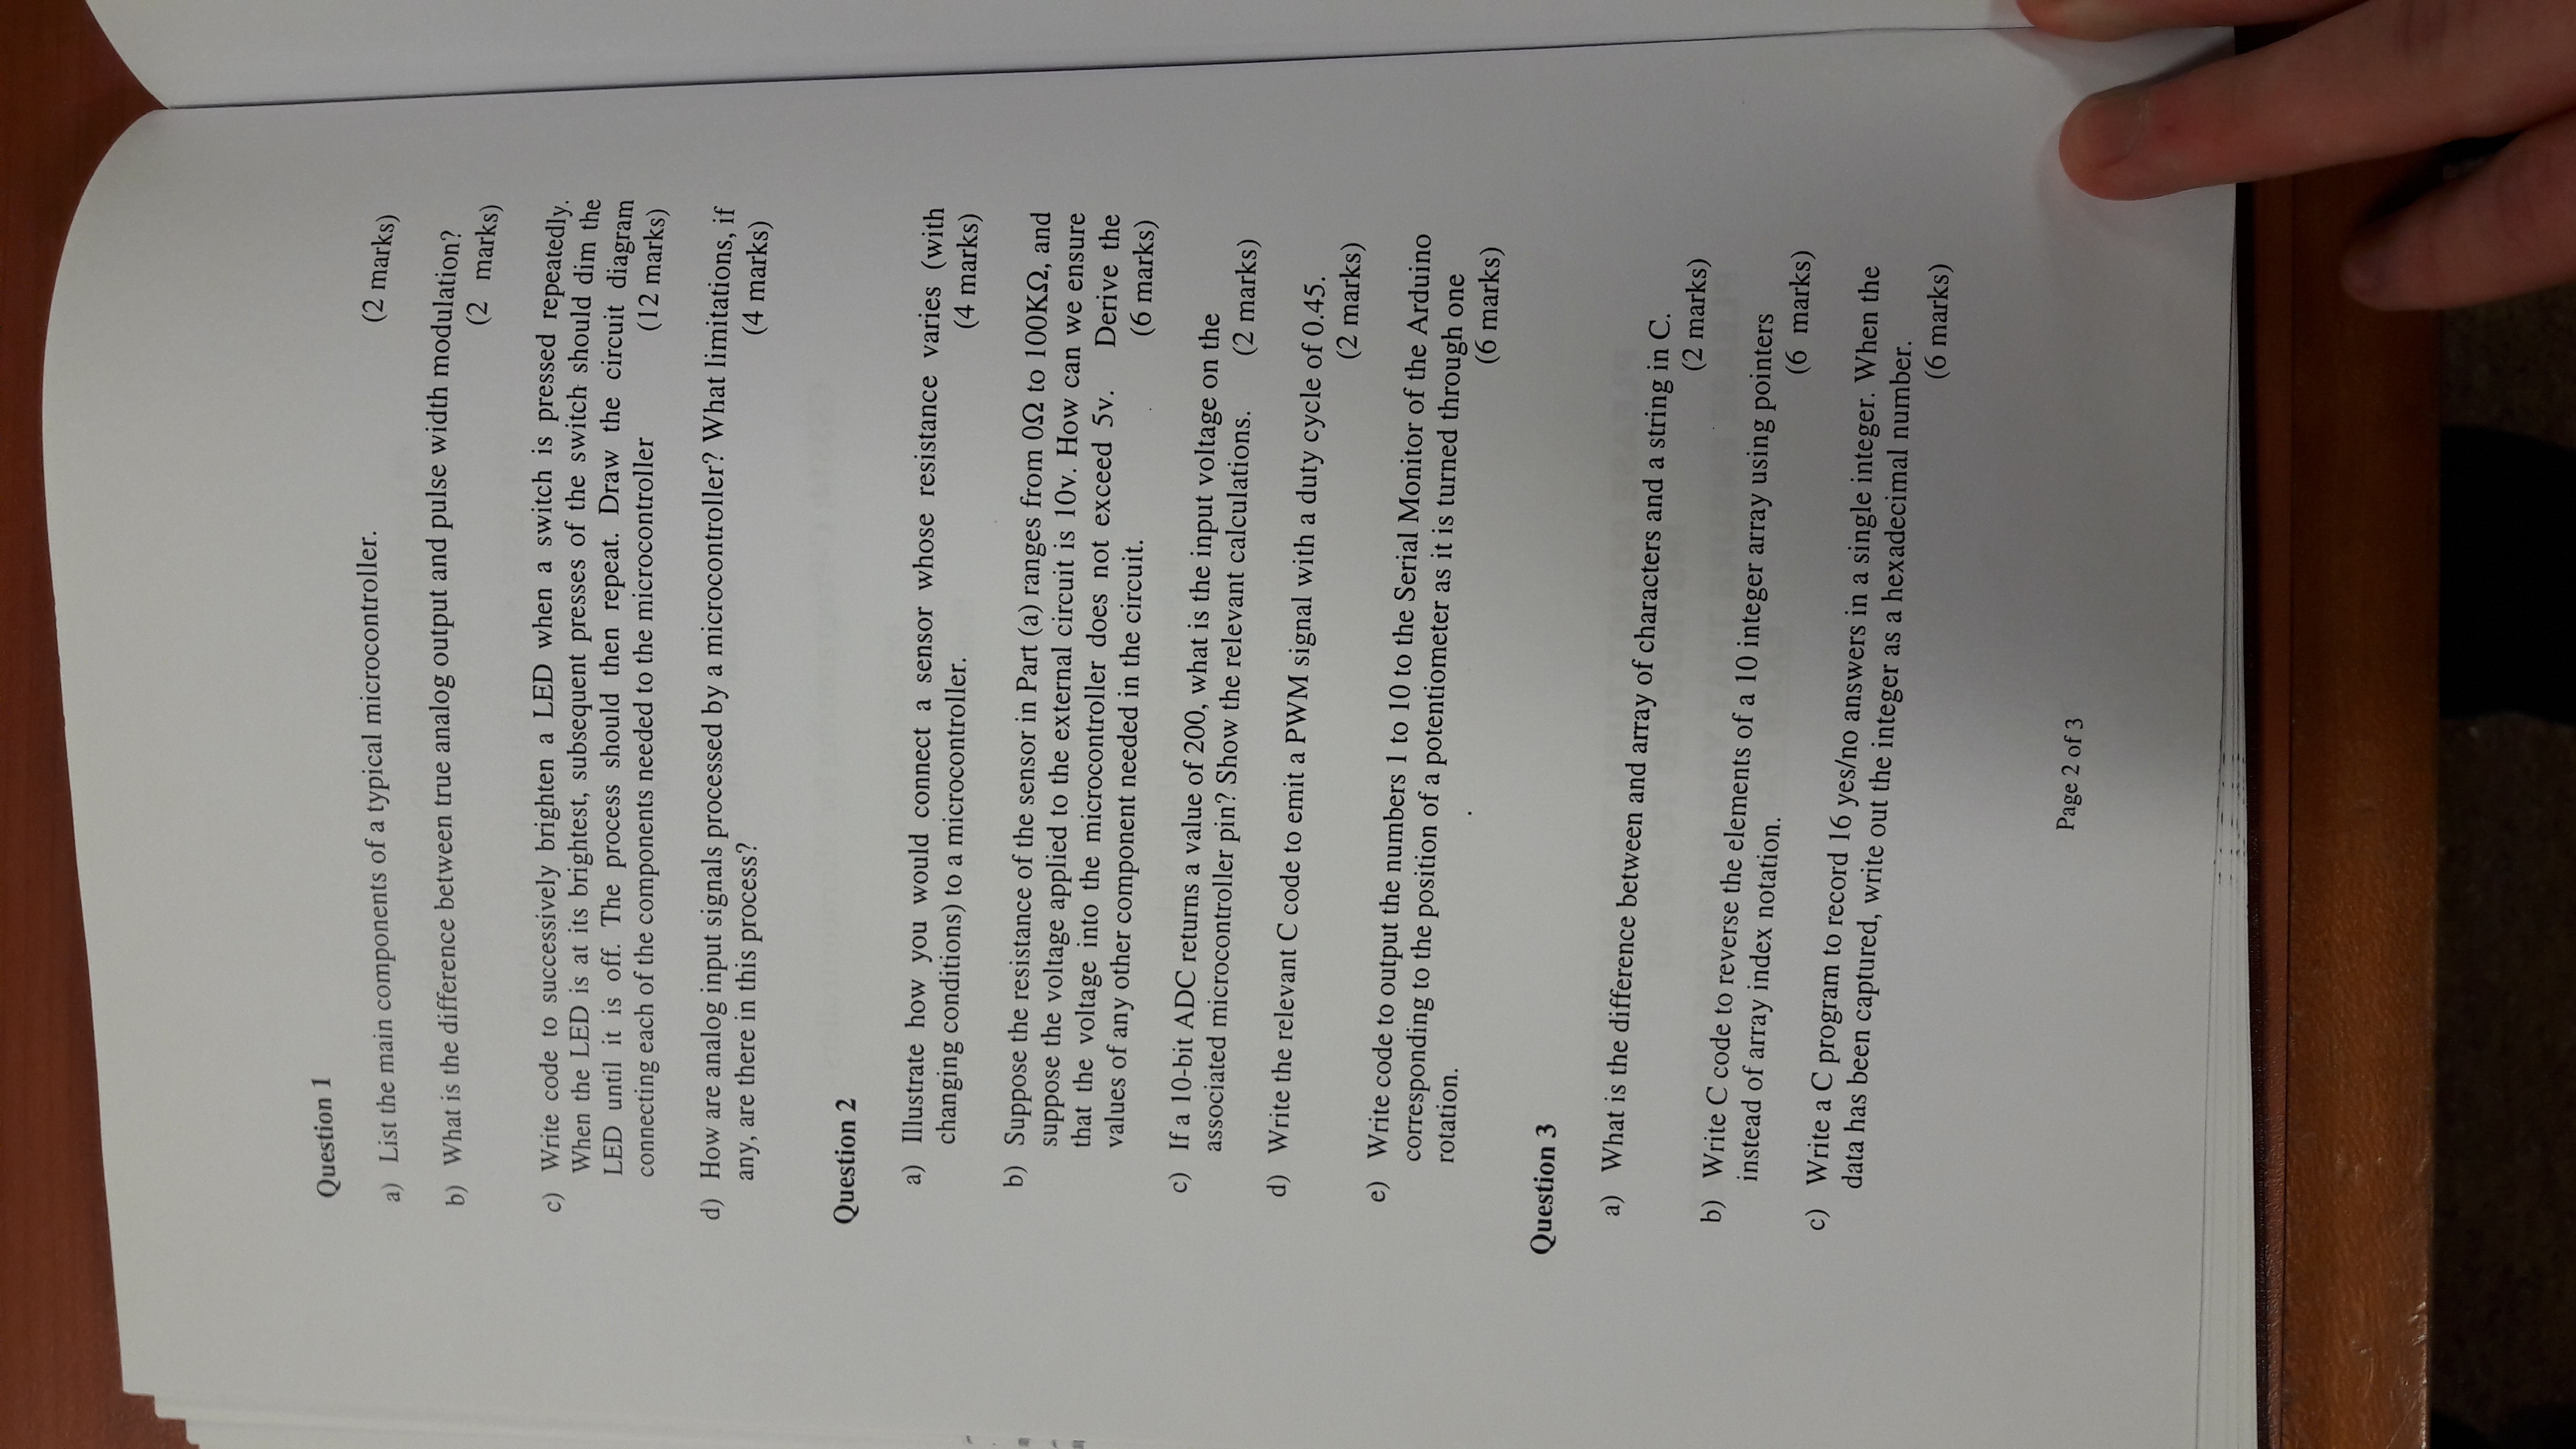 Question 1
a) List the main components of a typical microcontroller. (2 marks)
b) What is the difference between true analog output and pulse width modulation?
(2 marks)
c) Write code to successively brighten a LED when a switch is pressed repeatedly.
When the LED is at its brightest, subsequent presses of the switch should dim the
LED until it is off. The process should then repeat. Draw the circuit diagram
connecting each of the components needed to the microcontroller (12 marks)
d) How are analog input signals processed by a microcontroller? What limitations, if
any, are there in this process? (4 marks)
Question 2
a) Illustrate how you would connect a sensor whose resistance varies (with
changing conditions) to a microcontroller. (4 marks)
b) Suppose the resistance of the sensor in Part (a) ranges from 0Ω to 100KΩ, and
suppose the voltage applied to the external circuit is 10v. How can we ensure
that the voltage into the microcontroller does not exceed 5v. Derive the
values of any other component needed in the circuit. (6 marks)
c) If a 10-bit ADC returns a value of 200, what is the input voltage on the
associated microcontroller pin? Show the relevant calculations. (2 marks)
d) Write the relevant C code to emit a PWM signal with a duty cycle of 0.45.
(2 marks)
e) Write code to output the numbers 1 to 10 to the Serial Monitor of the Arduino
corresponding to the position of a potentiometer as it is turned through one
rotation.
(6 marks)
Question 3
a) What is the difference between and array of characters and a string in C.
(2 marks)
b) Write C code to reverse the elements of a 10 integer array using pointers
instead of array index notation.
(6 marks)
c) Write a C program to record 16 yes/no answers in a single integer. When the
data has been captured, write out the integer as a hexadecimal number.
(6 marks)
Page 2 of 3